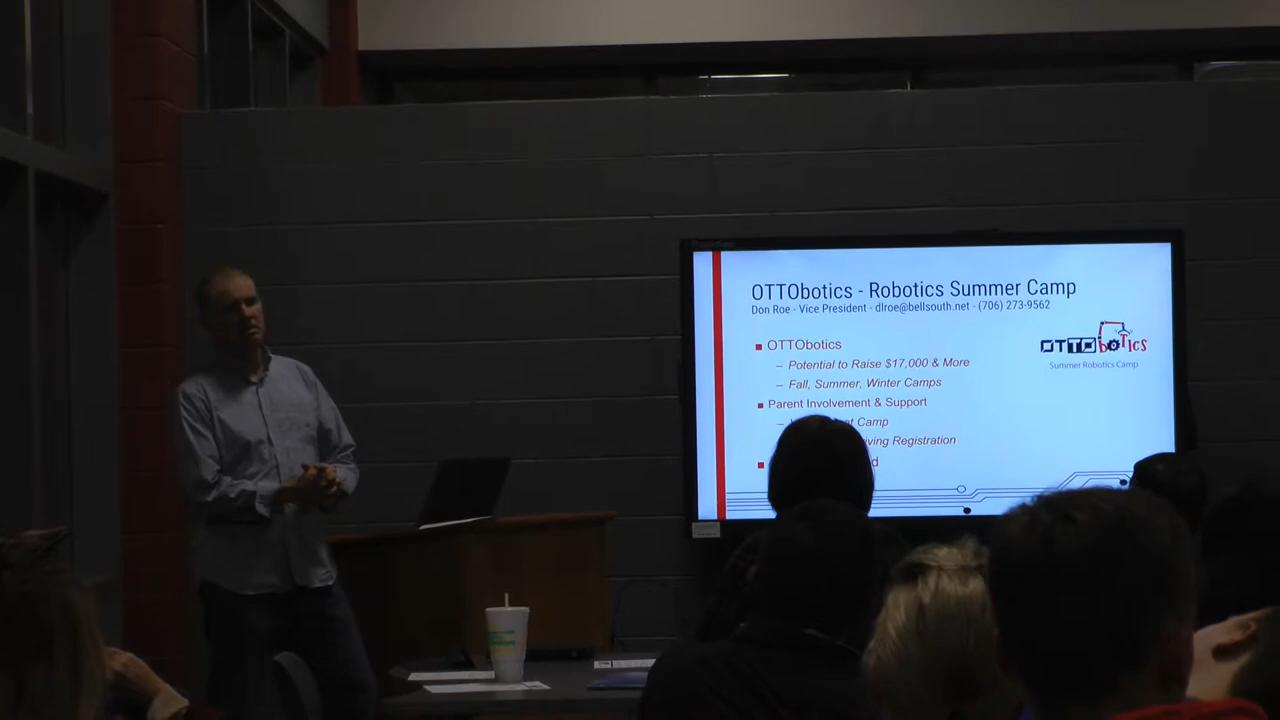 OTTObotics - Robotics Summer Camp
Don Roe - Vice President - dlroe@bellsouth.net - (706) 273-9562
OTTObotics
– Potential to Raise $17,000 & More
– Fall, Summer, Winter Camps
Parent Involvement & Support
– at Camp
Registration
OTTObotics
Summer Robotics Camp